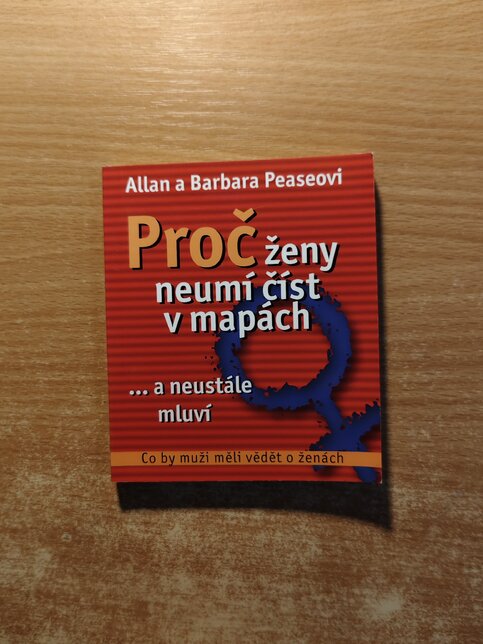 Allan a Barbara Peaseovi
Proč ženy
neumí číst
v mapách
... a neustále
mluví
Co by muži měli vědět o ženách